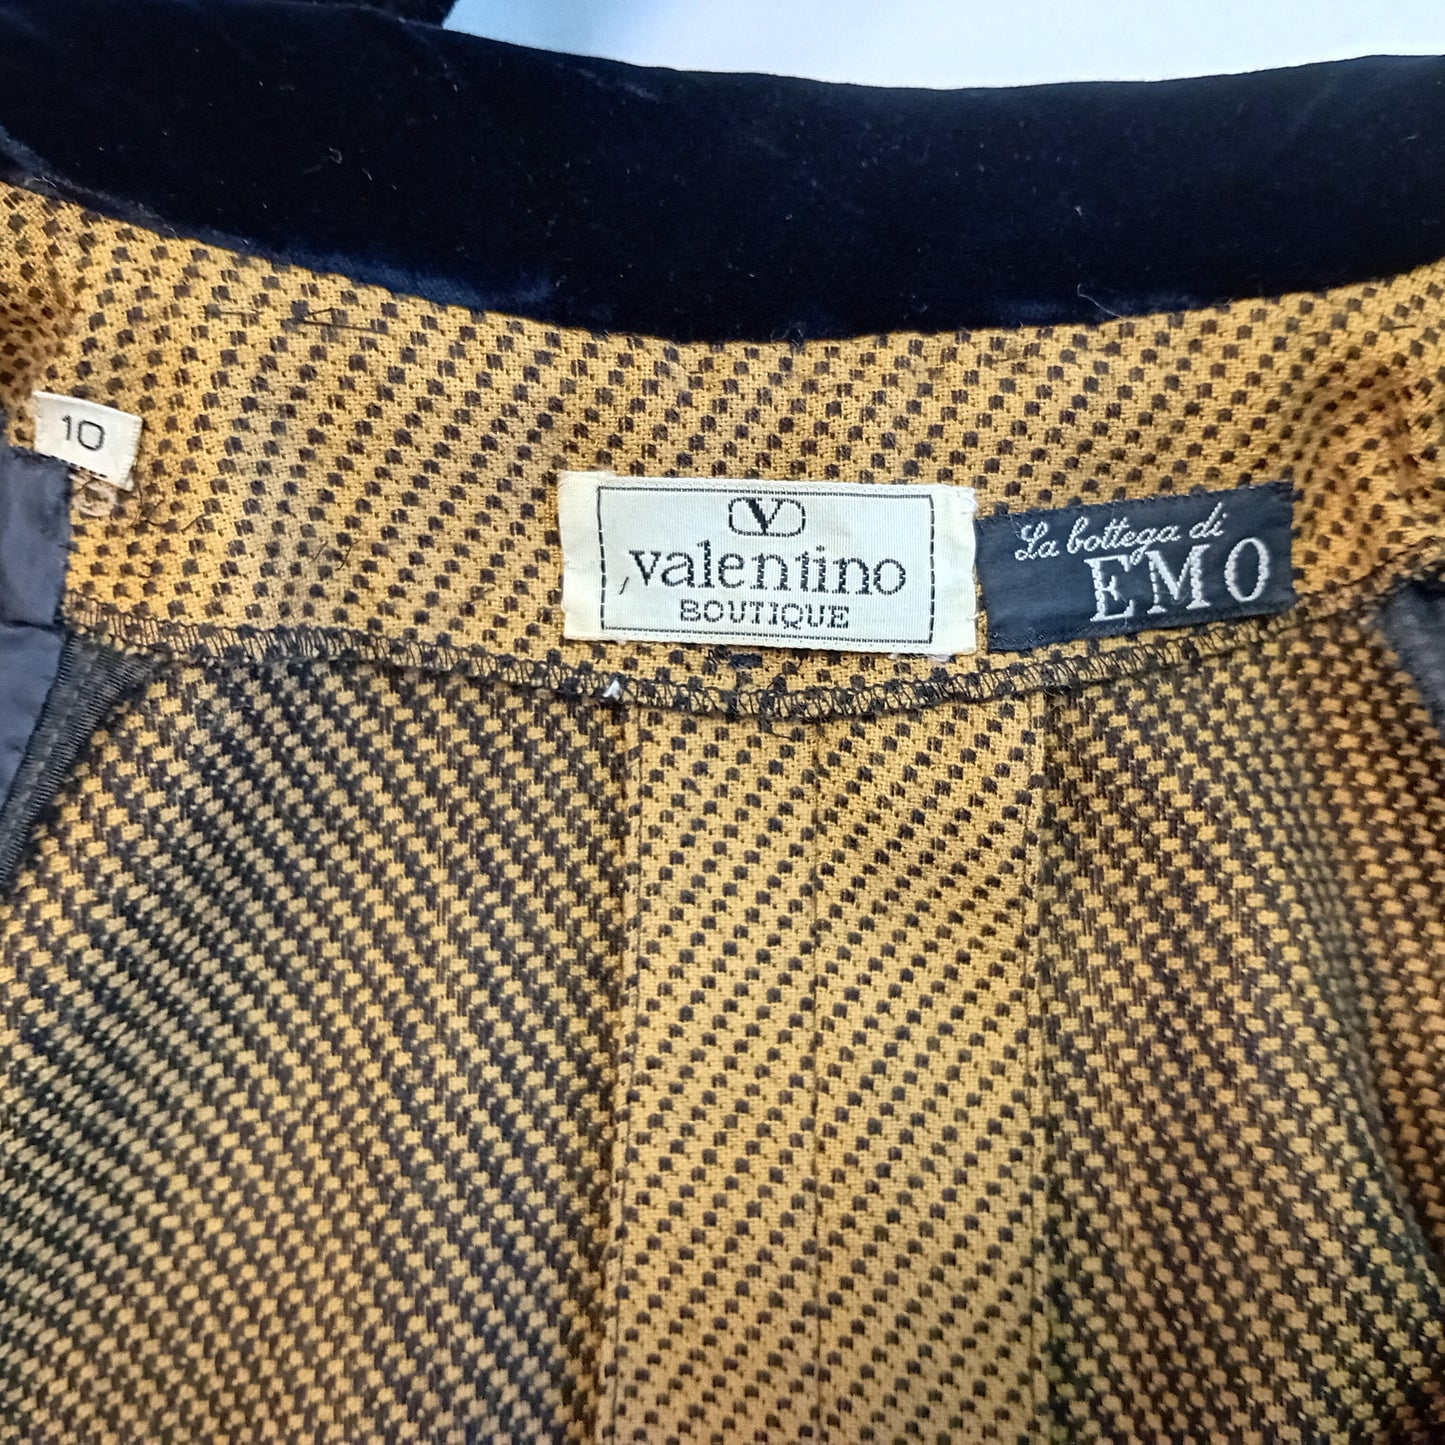 10
V
valentino
BOUTIQUE
La bottega di
EMO